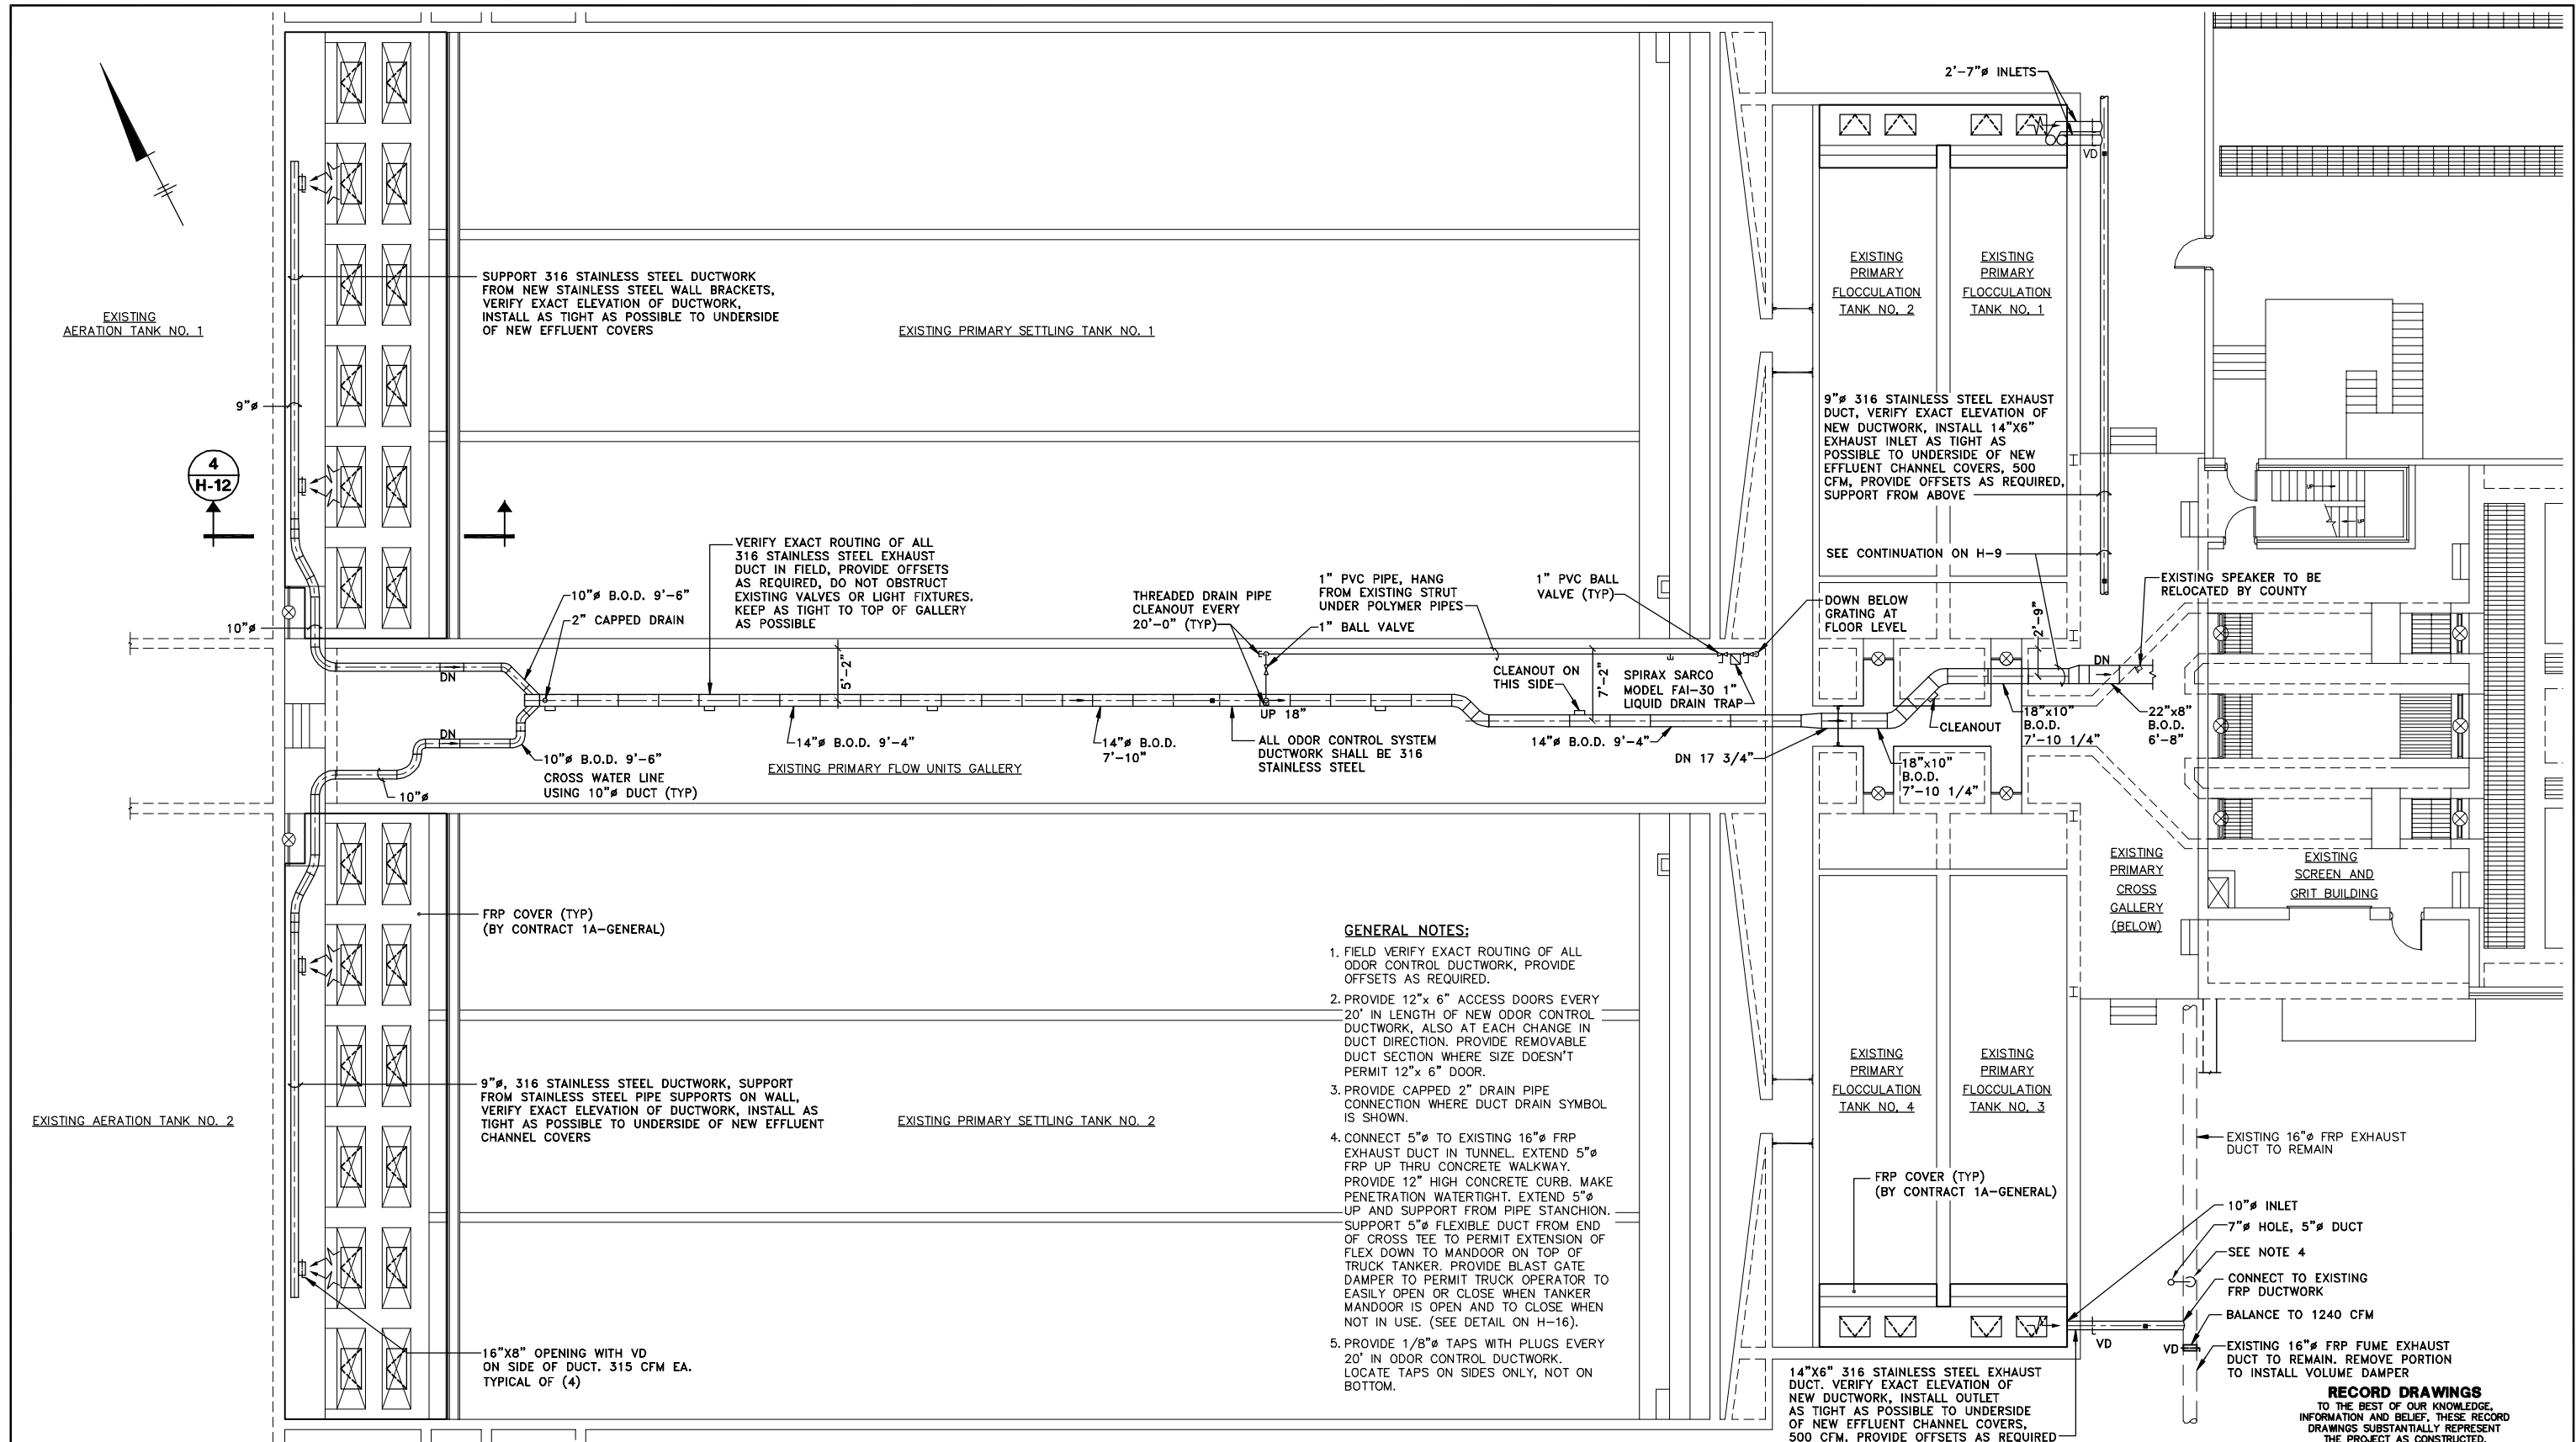 2'-7"ø INLETS
VD
SUPPORT 316 STAINLESS STEEL DUCTWORK
FROM NEW STAINLESS STEEL WALL BRACKETS,
VERIFY EXACT ELEVATION OF DUCTWORK,
INSTALL AS TIGHT AS POSSIBLE TO UNDERSIDE
OF NEW EFFLUENT COVERS
EXISTING
AERATION TANK NO. 1
EXISTING PRIMARY SETTLING TANK NO. 1
EXISTING
PRIMARY
FLOCCULATION
TANK NO. 2
EXISTING
PRIMARY
FLOCCULATION
TANK NO. 1
9"ø
4
H-12
9"ø 316 STAINLESS STEEL EXHAUST
DUCT, VERIFY EXACT ELEVATION OF
NEW DUCTWORK, INSTALL 14"X6"
EXHAUST INLET AS TIGHT AS
POSSIBLE TO UNDERSIDE OF NEW
EFFLUENT CHANNEL COVERS, 500
CFM, PROVIDE OFFSETS AS REQUIRED,
SUPPORT FROM ABOVE
UP
UP
SEE CONTINUATION ON H-9
VERIFY EXACT ROUTING OF ALL
316 STAINLESS STEEL EXHAUST
DUCT IN FIELD, PROVIDE OFFSETS
AS REQUIRED, DO NOT OBSTRUCT
EXISTING VALVES OR LIGHT FIXTURES.
KEEP AS TIGHT TO TOP OF GALLERY
AS POSSIBLE
10"ø B.O.D. 9'-6"
2" CAPPED DRAIN
10"ø
THREADED DRAIN PIPE
CLEANOUT EVERY
20'-0" (TYP)
1" PVC PIPE, HANG
FROM EXISTING STRUT
UNDER POLYMER PIPES
1" BALL VALVE
1" PVC BALL
VALVE (TYP)
DOWN BELOW
GRATING AT
FLOOR LEVEL
EXISTING SPEAKER TO BE
RELOCATED BY COUNTY
2'-9"
5'-2"
7'-2"
DN
DN
CLEANOUT ON
THIS SIDE
SPIRAX SARCO
MODEL FAI-30 1"
LIQUID DRAIN TRAP
UP 18"
DN
14"ø B.O.D. 9'-4"
14"ø B.O.D.
7'-10"
ALL ODOR CONTROL SYSTEM
DUCTWORK SHALL BE 316
STAINLESS STEEL
14"ø B.O.D. 9'-4"
DN 17 3/4"
CLEANOUT
18"x10"
B.O.D.
7'-10 1/4"
22"x8"
B.O.D.
6'-8"
18"x10"
B.O.D.
7'-10 1/4"
10"ø B.O.D. 9'-6"
CROSS WATER LINE
USING 10"ø DUCT (TYP)
10"ø
EXISTING PRIMARY FLOW UNITS GALLERY
EXISTING
PRIMARY
CROSS
GALLERY
(BELOW)
EXISTING
SCREEN AND
GRIT BUILDING
FRP COVER (TYP)
(BY CONTRACT 1A-GENERAL)
GENERAL NOTES:
1. FIELD VERIFY EXACT ROUTING OF ALL
ODOR CONTROL DUCTWORK, PROVIDE
OFFSETS AS REQUIRED.
2. PROVIDE 12"x 6" ACCESS DOORS EVERY
20' IN LENGTH OF NEW ODOR CONTROL
DUCTWORK, ALSO AT EACH CHANGE IN
DUCT DIRECTION. PROVIDE REMOVABLE
DUCT SECTION WHERE SIZE DOESN'T
PERMIT 12"x 6" DOOR.
3. PROVIDE CAPPED 2" DRAIN PIPE
CONNECTION WHERE DUCT DRAIN SYMBOL
IS SHOWN.
4. CONNECT 5"ø TO EXISTING 16"ø FRP
EXHAUST DUCT IN TUNNEL. EXTEND 5"ø
FRP UP THRU CONCRETE WALKWAY.
PROVIDE 12" HIGH CONCRETE CURB. MAKE
PENETRATION WATERTIGHT. EXTEND 5"ø
UP AND SUPPORT FROM PIPE STANCHION.
SUPPORT 5"ø FLEXIBLE DUCT FROM END
OF CROSS TEE TO PERMIT EXTENSION OF
FLEX DOWN TO MANDOOR ON TOP OF
TRUCK TANKER. PROVIDE BLAST GATE
DAMPER TO PERMIT TRUCK OPERATOR TO
EASILY OPEN OR CLOSE WHEN TANKER
MANDOOR IS OPEN AND TO CLOSE WHEN
NOT IN USE. (SEE DETAIL ON H-16).
5. PROVIDE 1/8"ø TAPS WITH PLUGS EVERY
20' IN ODOR CONTROL DUCTWORK.
LOCATE TAPS ON SIDES ONLY, NOT ON
BOTTOM.
9"ø, 316 STAINLESS STEEL DUCTWORK, SUPPORT
FROM STAINLESS STEEL PIPE SUPPORTS ON WALL,
VERIFY EXACT ELEVATION OF DUCTWORK, INSTALL AS
TIGHT AS POSSIBLE TO UNDERSIDE OF NEW EFFLUENT
CHANNEL COVERS
EXISTING AERATION TANK NO. 2
EXISTING PRIMARY SETTLING TANK NO. 2
EXISTING
PRIMARY
FLOCCULATION
TANK NO. 4
EXISTING
PRIMARY
FLOCCULATION
TANK NO. 3
FRP COVER (TYP)
(BY CONTRACT 1A-GENERAL)
EXISTING 16"ø FRP EXHAUST
DUCT TO REMAIN
10"ø INLET
7"ø HOLE, 5"ø DUCT
SEE NOTE 4
CONNECT TO EXISTING
FRP DUCTWORK
BALANCE TO 1240 CFM
VD
VD
EXISTING 16"ø FRP FUME EXHAUST
DUCT TO REMAIN. REMOVE PORTION
TO INSTALL VOLUME DAMPER
16"X8" OPENING WITH VD
ON SIDE OF DUCT. 315 CFM EA.
TYPICAL OF (4)
14"X6" 316 STAINLESS STEEL EXHAUST
DUCT. VERIFY EXACT ELEVATION OF
NEW DUCTWORK, INSTALL OUTLET
AS TIGHT AS POSSIBLE TO UNDERSIDE
OF NEW EFFLUENT CHANNEL COVERS,
500 CFM, PROVIDE OFFSETS AS REQUIRED
RECORD DRAWINGS
TO THE BEST OF OUR KNOWLEDGE,
INFORMATION AND BELIEF, THESE RECORD
DRAWINGS SUBSTANTIALLY REPRESENT
THE PROJECT AS CONSTRUCTED.